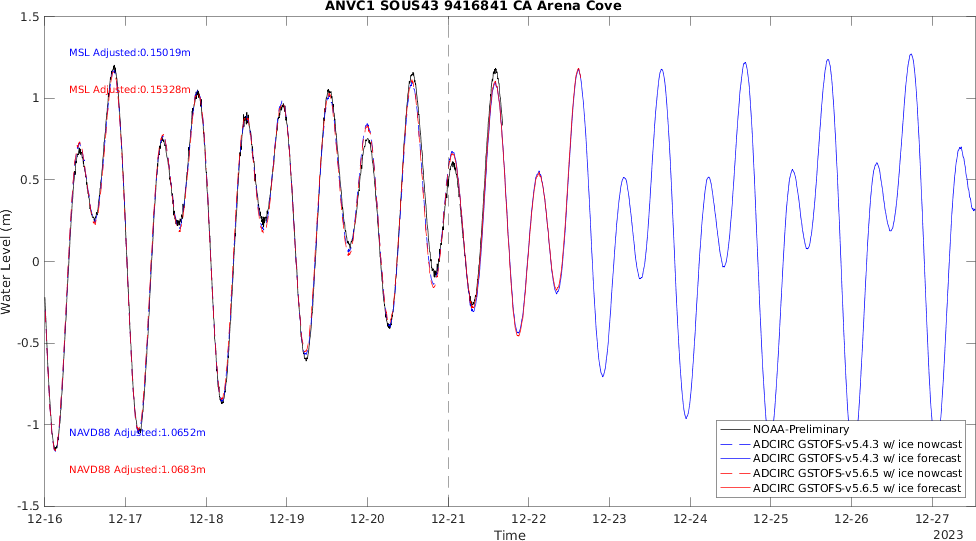 ANVC1 SOUS43 9416841 CA Arena Cove
1.5
1
0.5
0
-0.5
-1
-1.5
Water Level (m)
MSL Adjusted:0.15019m
MSL Adjusted:0.15328m
NAVD88 Adjusted:1.0652m
NAVD88 Adjusted:1.0683m
NOAA-Preliminary
ADCIRC GSTOFS-v5.4.3 w/ ice nowcast
ADCIRC GSTOFS-v5.4.3 w/ ice forecast
ADCIRC GSTOFS-v5.6.5 w/ ice nowcast
ADCIRC GSTOFS-v5.6.5 w/ ice forecast
12-16 12-17 12-18 12-19 12-20 12-21 12-22 12-23 12-24 12-25 12-26 12-27
Time
2023